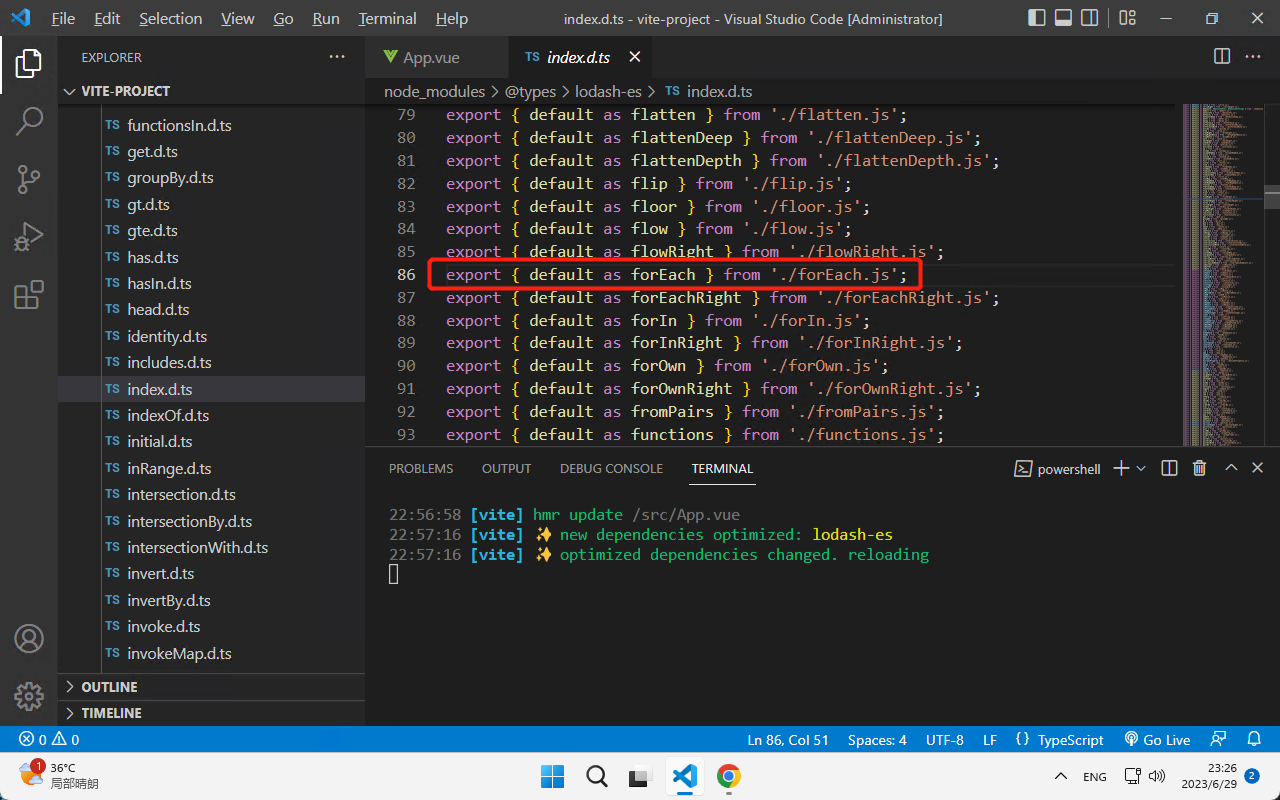 File Edit Selection View Go Run Terminal Help index.d.ts - vite-project - Visual Studio Code [Administrator]
EXPLORER
VITE-PROJECT
TS functionsIn.d.ts
TS get.d.ts
TS groupBy.d.ts
TS gt.d.ts
TS gte.d.ts
TS has.d.ts
TS hasIn.d.ts
TS head.d.ts
TS identity.d.ts
TS includes.d.ts
TS index.d.ts
TS indexOf.d.ts
TS initial.d.ts
TS inRange.d.ts
TS intersection.d.ts
TS intersectionBy.d.ts
TS intersectionWith.d.ts
TS invert.d.ts
TS invertBy.d.ts
TS invoke.d.ts
TS invokeMap.d.ts
OUTLINE
TIMELINE
App.vue TS index.d.ts
node_modules > @types > lodash-es > TS index.d.ts
79 export { default as flatten } from './flatten.js';
80 export { default as flattenDeep } from './flattenDeep.js';
81 export { default as flattenDepth } from './flattenDepth.js';
82 export { default as flip } from './flip.js';
83 export { default as floor } from './floor.js';
84 export { default as flow } from './flow.js';
85 export { default as flowRight } from './flowRight.js';
86 export { default as forEach } from './forEach.js';
87 export { default as forEachRight } from './forEachRight.js';
88 export { default as forIn } from './forIn.js';
89 export { default as forInRight } from './forInRight.js';
90 export { default as forOwn } from './forOwn.js';
91 export { default as forOwnRight } from './forOwnRight.js';
92 export { default as fromPairs } from './fromPairs.js';
93 export { default as functions } from './functions.js';
PROBLEMS OUTPUT DEBUG CONSOLE TERMINAL powershell
22:56:58 [vite] hmr update /src/App.vue
22:57:16 [vite] ✨ new dependencies optimized: lodash-es
22:57:16 [vite] ✨ optimized dependencies changed. reloading
0 0 Ln 86, Col 51 Spaces: 4 UTF-8 LF {} TypeScript Go Live
1 36°C
局部晴朗
ENG
23:26
2023/6/29
2